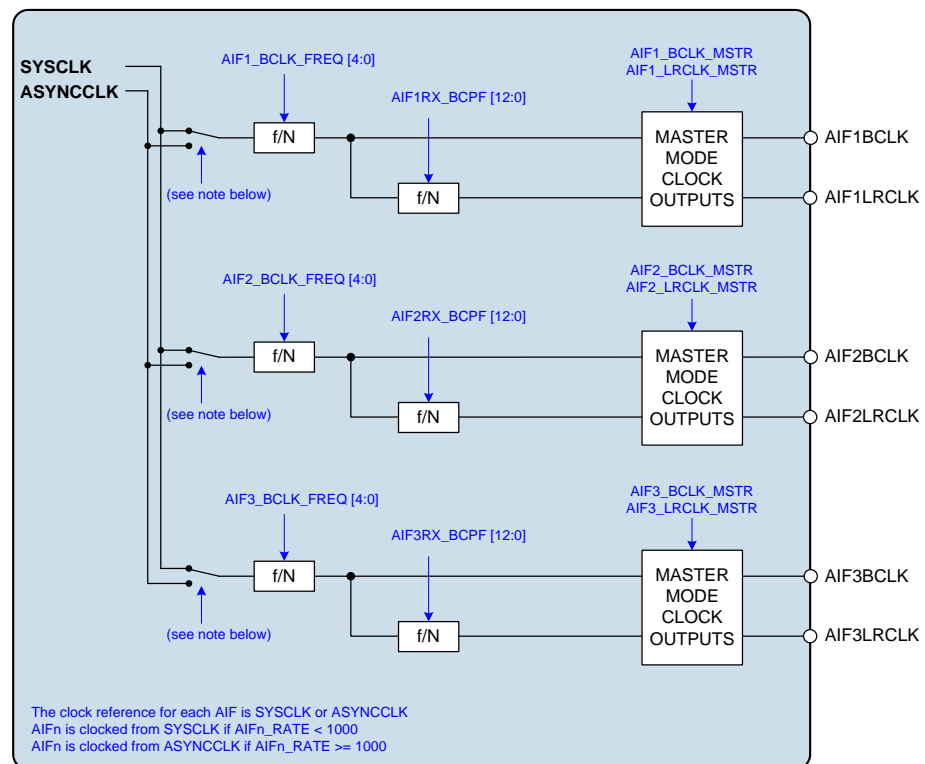 SYSCLK
ASYNCCLK
AIF1_BCLK_FREQ [4:0]
AIF1RX_BCPF [12:0]
AIF1_BCLK_MSTR
AIF1_LRCLK_MSTR
f/N
f/N
(see note below)
MASTER
MODE
CLOCK
OUTPUTS
AIF1BCLK
AIF1LRCLK
AIF2_BCLK_FREQ [4:0]
AIF2RX_BCPF [12:0]
AIF2_BCLK_MSTR
AIF2_LRCLK_MSTR
f/N
f/N
(see note below)
MASTER
MODE
CLOCK
OUTPUTS
AIF2BCLK
AIF2LRCLK
AIF3_BCLK_FREQ [4:0]
AIF3RX_BCPF [12:0]
AIF3_BCLK_MSTR
AIF3_LRCLK_MSTR
f/N
f/N
(see note below)
MASTER
MODE
CLOCK
OUTPUTS
AIF3BCLK
AIF3LRCLK
The clock reference for each AIF is SYSCLK or ASYNCCLK
AIFn is clocked from SYSCLK if AIFn_RATE < 1000
AIFn is clocked from ASYNCCLK if AIFn_RATE >= 1000